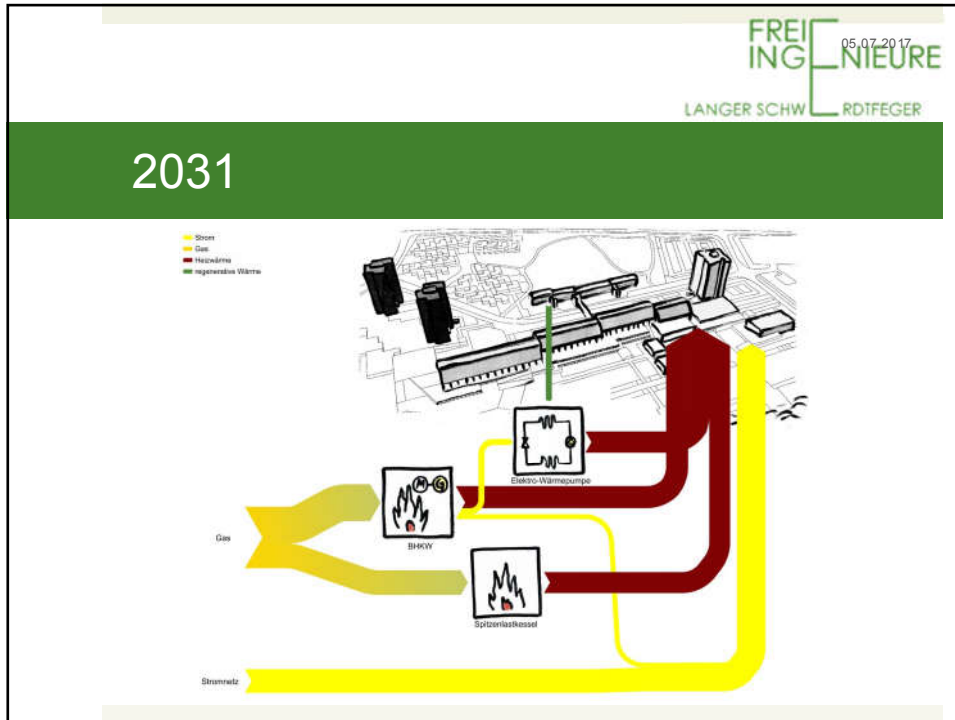 FREI
05.07.2017
ING NIEURE
LANGER SCHW E RDTFEGER
2031
Strom
Gas
Heizwärme
regenerative Wärme
Elektro-Wärmepumpe
M G
Gas
BHKW
Spitzenlastkessel
Stromnetz